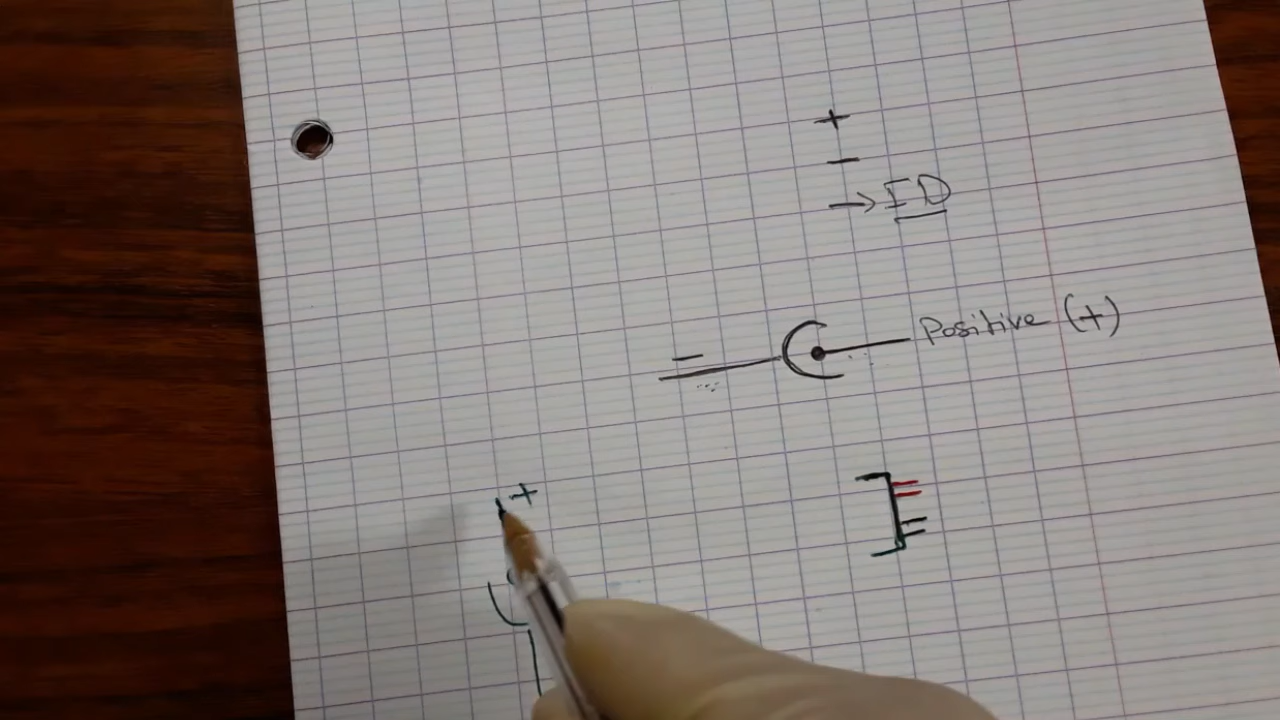 +
−
→ ID
Positive (+)
−
+